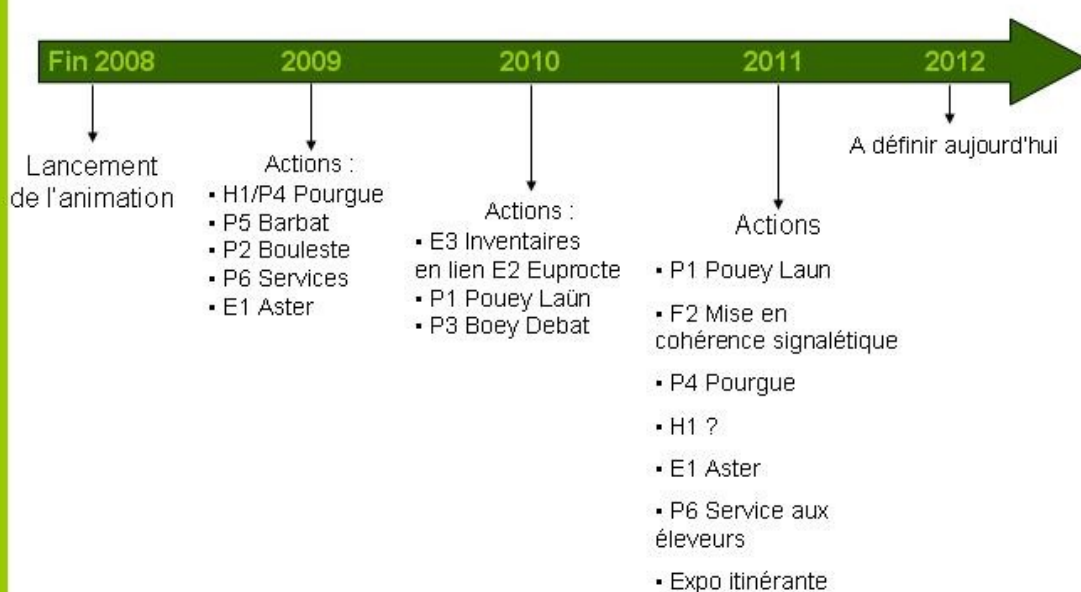 Fin 2008 2009 2010 2011 2012
Lancement
de l'animation
Actions :
▪ H1/P4 Pourgue
▪ P5 Barbat
▪ P2 Bouleste
▪ P6 Services
▪ E1 Aster
Actions :
▪ E3 Inventaires
en lien E2 Euprocte
▪ P1 Pouey Laün
▪ P3 Boey Debat
Actions
▪ P1 Pouey Laun
▪ F2 Mise en
cohérence signalétique
▪ P4 Pourgue
▪ H1 ?
▪ E1 Aster
▪ P6 Service aux
éleveurs
▪ Expo itinérante
A définir aujourd'hui